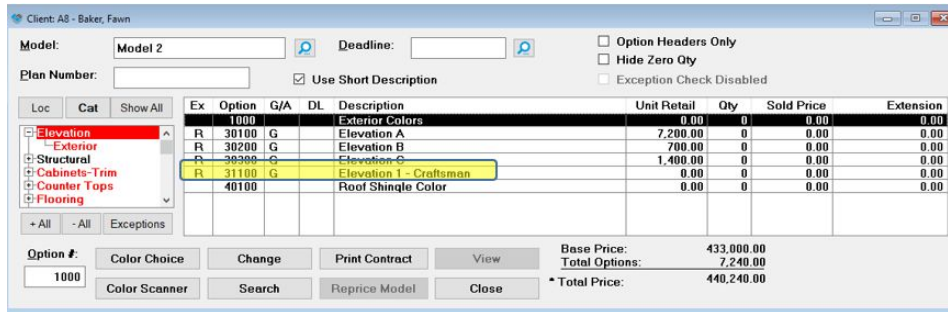 Client: A8 - Baker, Fawn
Model: Model 2 Deadline: Option Headers Only
Hide Zero Qty
Plan Number: Use Short Description Exception Check Disabled
Loc Cat Show All Ex Option G/A DL Description Unit Retail Qty Sold Price Extension
1000 Exterior Colors 0.00 0 0.00 0.00
Elevation R 30100 G Elevation A 7,200.00 0 0.00 0.00
Exterior R 30200 G Elevation B 700.00 0 0.00 0.00
Structural R 30300 G Elevation C 1,400.00 0 0.00 0.00
Cabinets-Trim R 31100 G Elevation 1 - Craftsman 0.00 0 0.00 0.00
Counter Tops 40100 Roof Shingle Color 0.00 0 0.00 0.00
Flooring
+ All - All Exceptions
Option #: Color Choice Change Print Contract View Base Price: 433,000.00
Total Options: 7,240.00
1000 Color Scanner Search Reprice Model Close * Total Price: 440,240.00